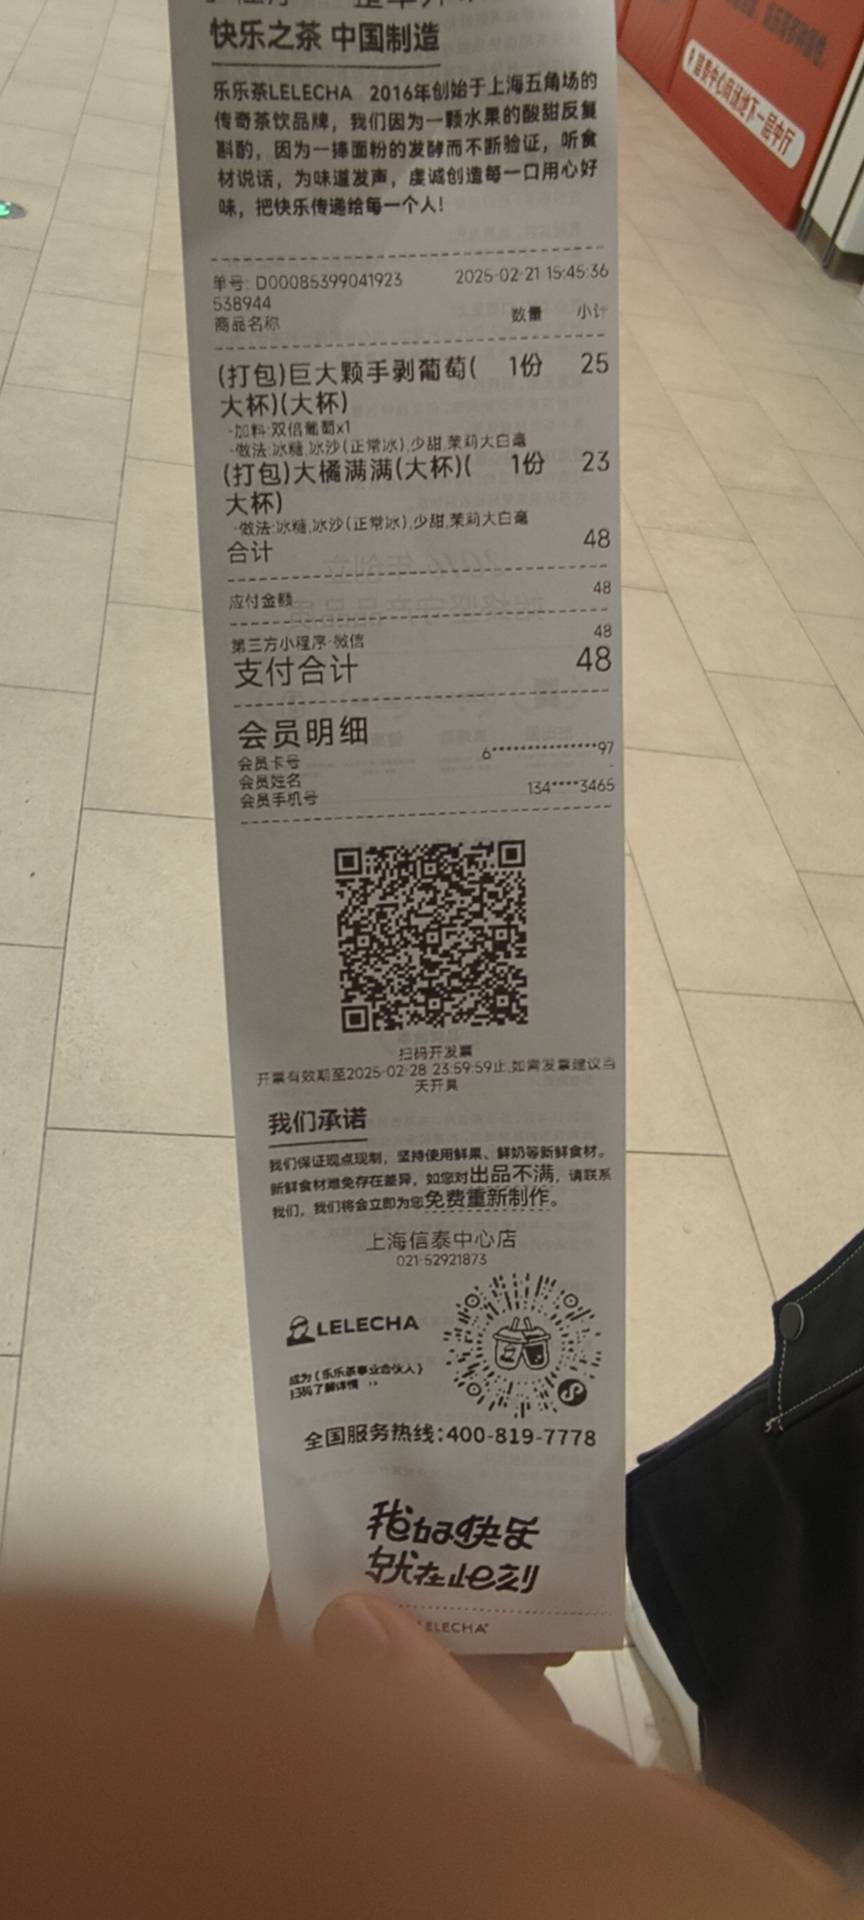 快乐之茶 中国制造
乐乐茶LELECHA 2016年创始于上海五角场的
传奇茶饮品牌，我们因为一颗水果的酸甜反复
斟酌，因为一捧面粉的发酵而不断验证，听食
材说话，为味道发声，虔诚创造每一口用心好
味，把快乐传递给每一个人！
单号: D00085399041923 2025-02-21 15:45:36
538944
商品名称 数量 小计
(打包)巨大颗手剥葡萄( 1份 25
大杯)(大杯)
-加料:双倍葡萄x1
-做法:冰糖,冰沙(正常冰),少甜,茉莉大白毫
(打包)大橘满满(大杯)( 1份 23
大杯)
-做法:冰糖,冰沙(正常冰),少甜,茉莉大白毫
合计 48
应付金额 48
第三方小程序-微信 48
支付合计 48
会员明细
会员卡号 6***************97
会员姓名 -
会员手机号 134****3465
扫码开发票
开票有效期至2025-02-28 23:59:59止,如需发票建议当
天开具
我们承诺
我们保证现点现制，坚持使用鲜果、鲜奶等新鲜食材。
新鲜食材难免存在差异，如您对出品不满，请联系
我们，我们将会立即为您免费重新制作。
上海信泰中心店
021-52921873
LELECHA
成为《乐乐茶事业合伙人》
扫码了解详情 ››
全国服务热线:400-819-7778
我的快乐
就在此刻
LELECHA